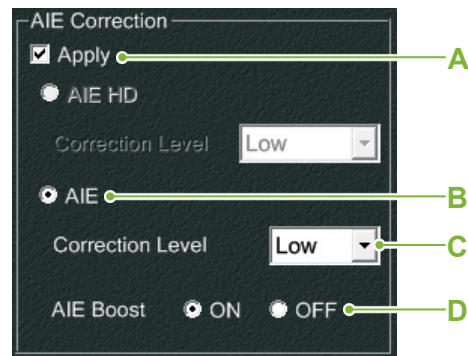 AIE Correction
Apply
A
AIE HD
Correction Level Low
AIE
B
Correction Level Low
C
AIE Boost ON OFF
D